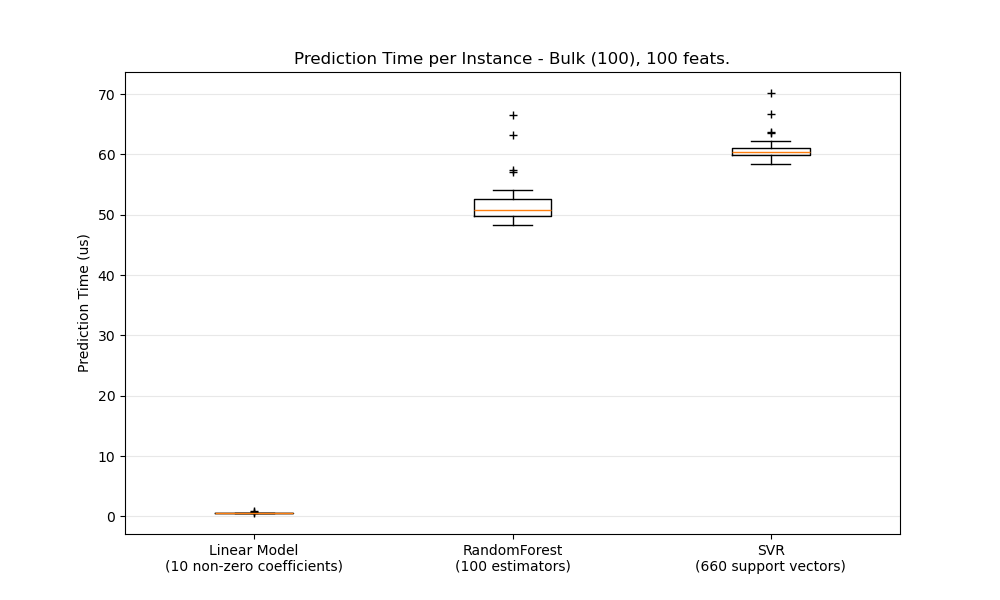 Prediction Time per Instance - Bulk (100), 100 feats.
Prediction Time (us)
70
60
50
40
30
20
10
0
Linear Model
(10 non-zero coefficients)
RandomForest
(100 estimators)
SVR
(660 support vectors)